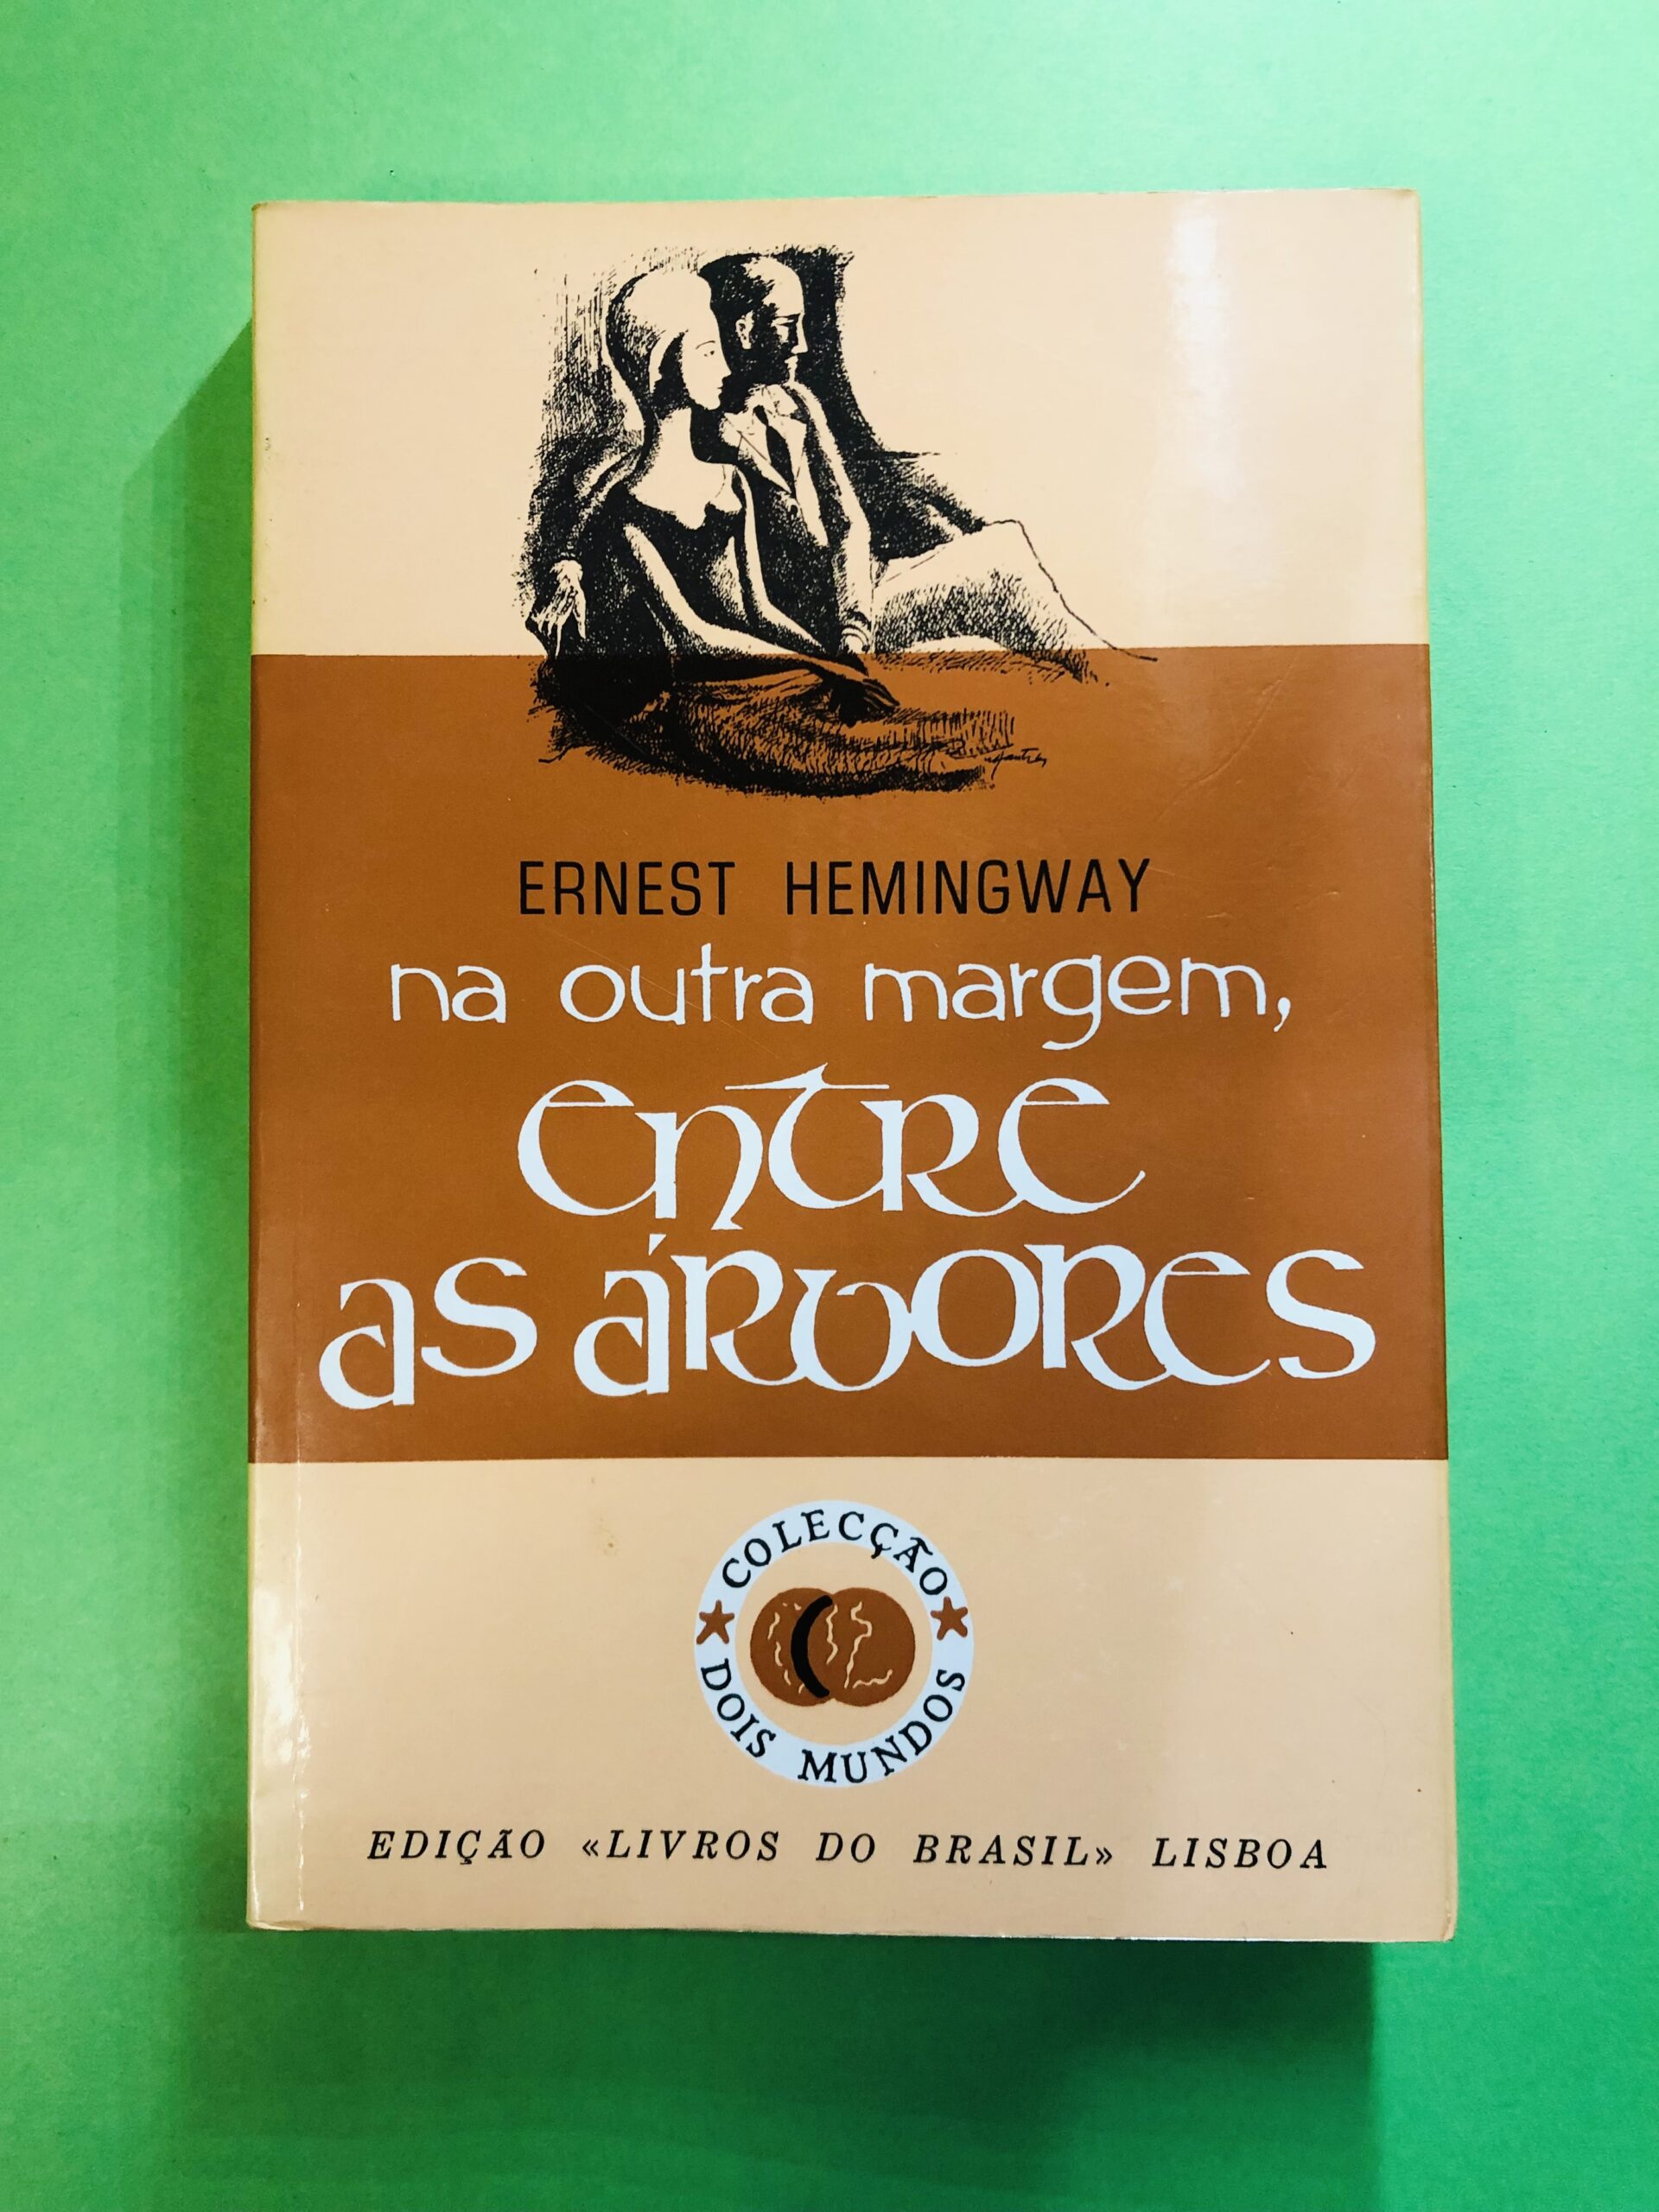 ERNEST HEMINGWAY
na outra margem,
entre
as árvores
COLECÇÃO
DOIS MUNDOS
EDIÇÃO «LIVROS DO BRASIL» LISBOA